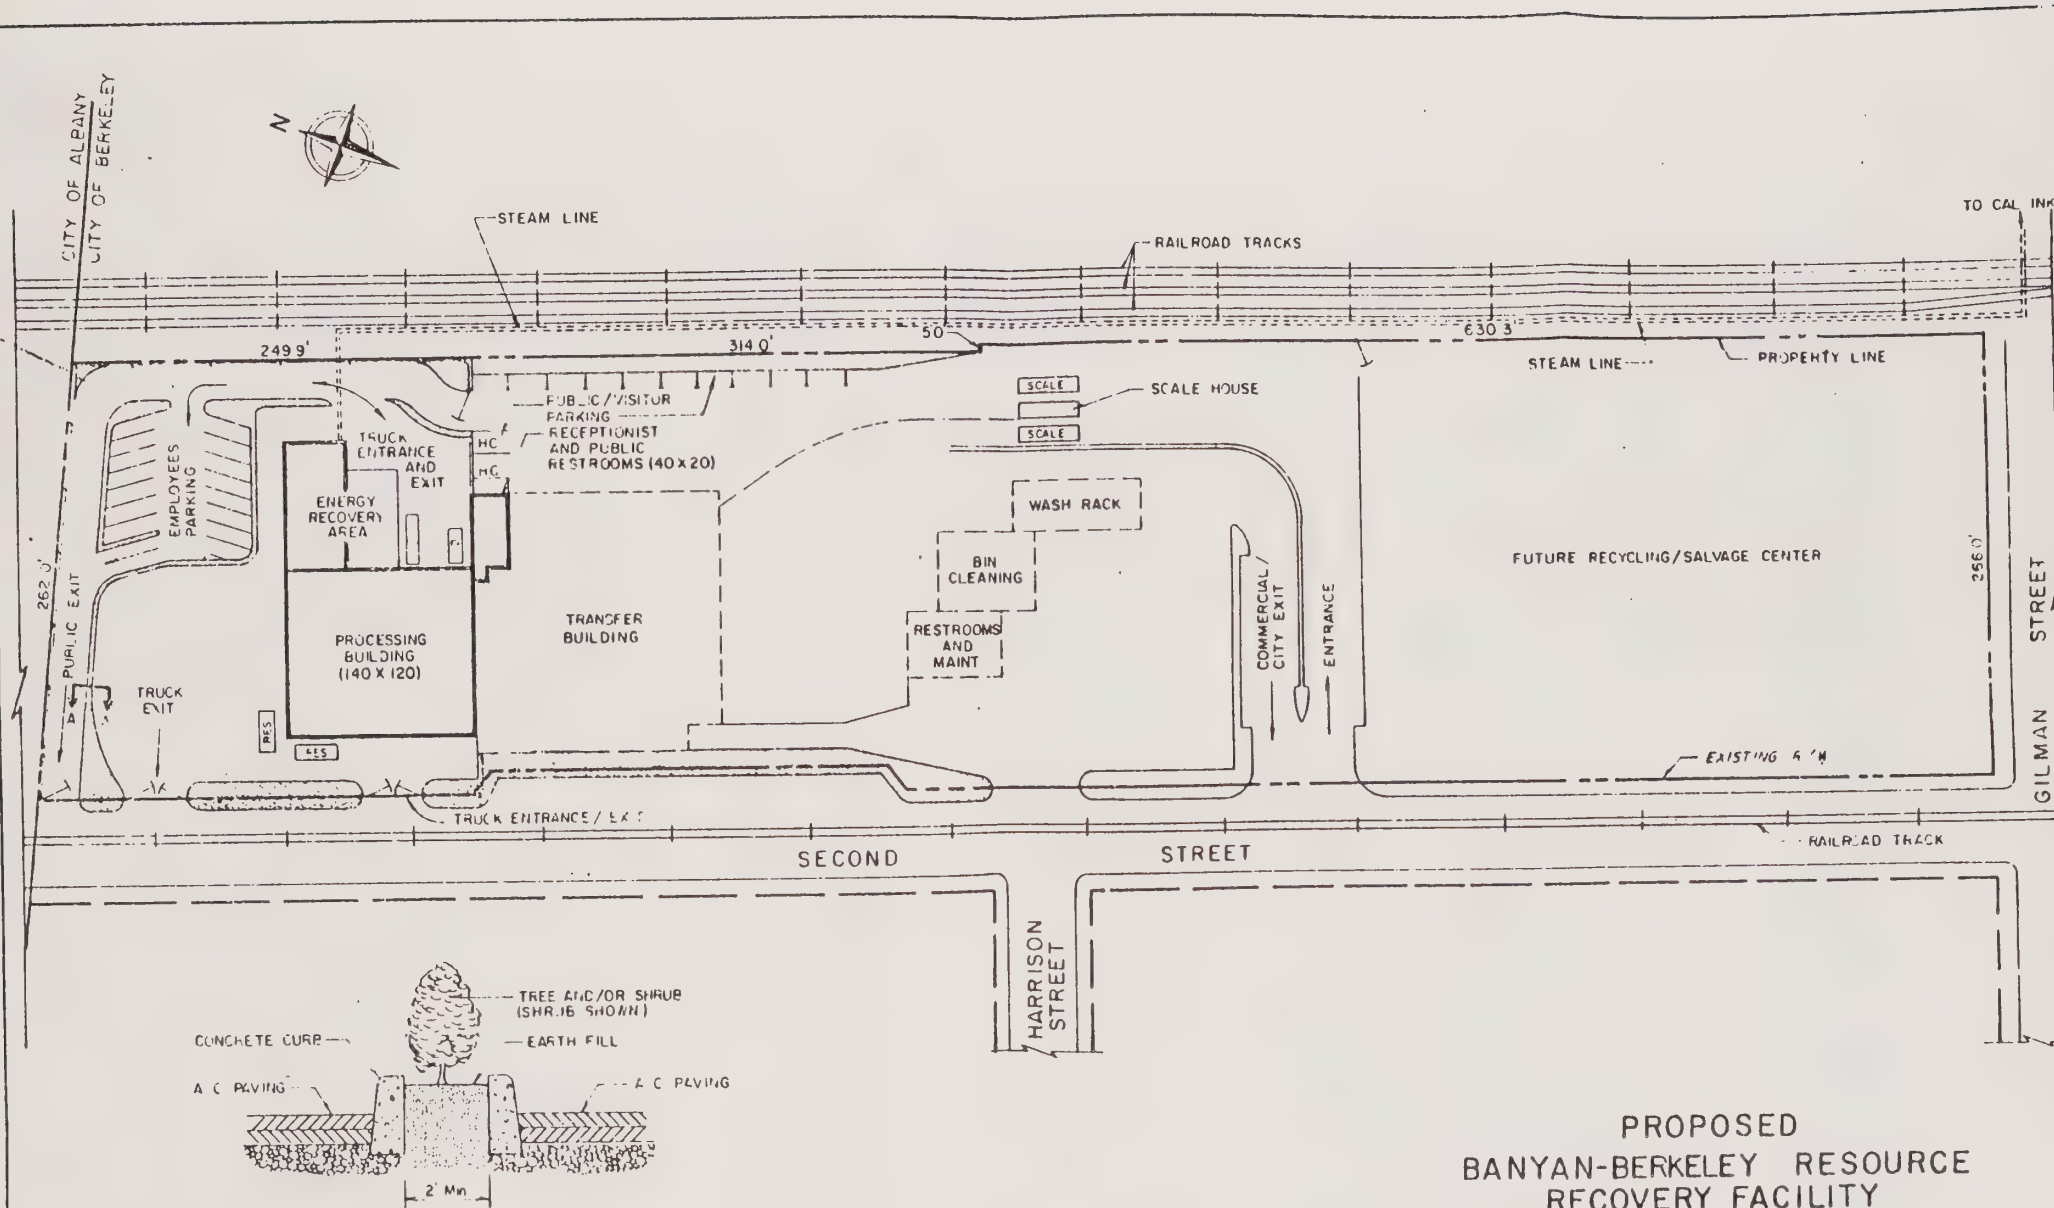 CITY OF ALBANY
CITY OF BERKELEY
N
STEAM LINE
RAILROAD TRACKS
TO CAL INK
249.9'
314.0'
5.0
630.3
STEAM LINE
PROPERTY LINE
SCALE
SCALE HOUSE
SCALE
PUBLIC/VISITOR
PARKING
RECEPTIONIST
AND PUBLIC
RESTROOMS (40 X 20)
HC
HC
TRUCK
ENTRANCE
AND
EXIT
EMPLOYEES
PARKING
ENERGY
RECOVERY
AREA
WASH RACK
BIN
CLEANING
RESTROOMS
AND
MAINT
TRANSFER
BUILDING
PROCESSING
BUILDING
(140 X 120)
COMMERCIAL/
CITY EXIT
ENTRANCE
FUTURE RECYCLING/SALVAGE CENTER
262.0'
PUBLIC EXIT
TRUCK
EXIT
A
RES
RES
TRUCK ENTRANCE/EXIT
EXISTING R/W
GILMAN STREET
RAILROAD TRACK
SECOND STREET
HARRISON
STREET
TREE AND/OR SHRUB
(SHRUB SHOWN)
CONCRETE CURB
EARTH FILL
A C PAVING
A C PAVING
2' Min
PROPOSED
BANYAN-BERKELEY RESOURCE
RECOVERY FACILITY